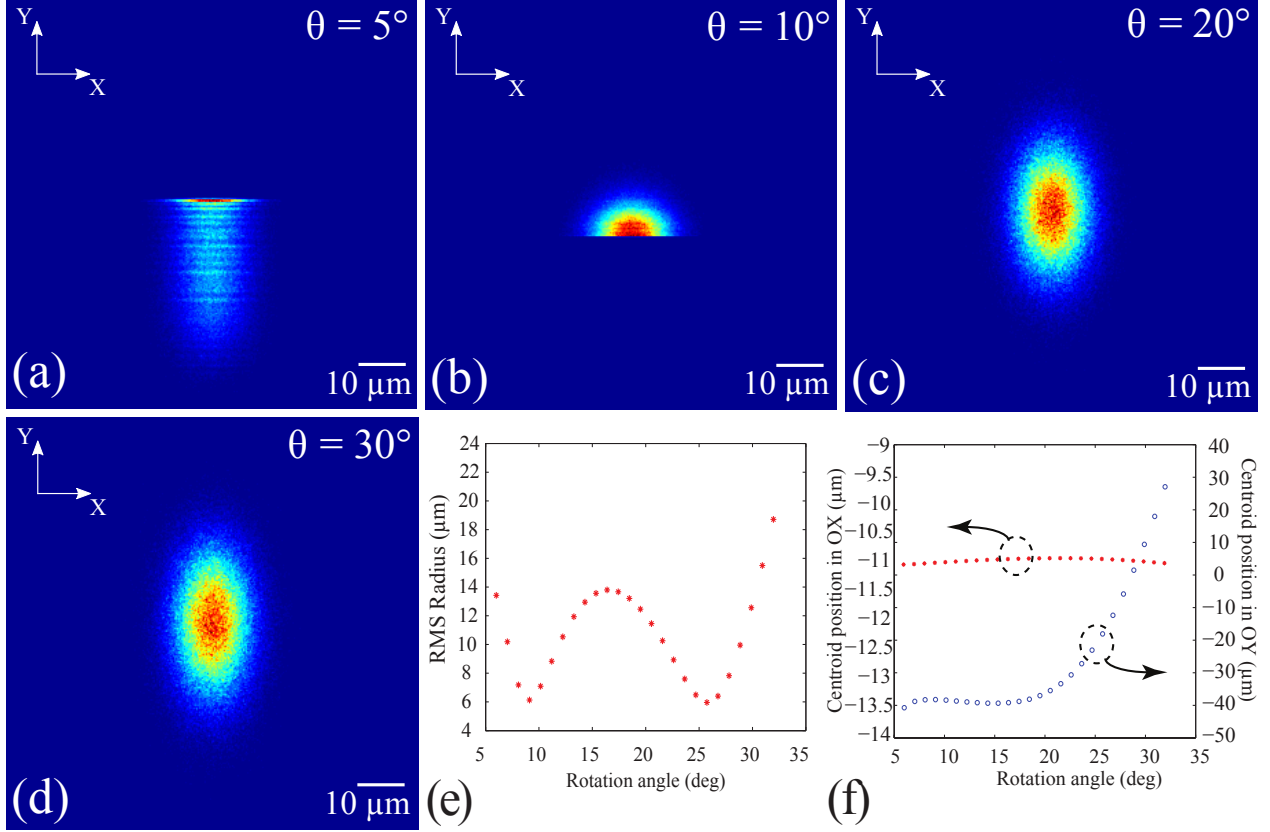 Y
θ = 5°
X
(a)
10 µm
Y
θ = 10°
X
(b)
10 µm
Y
θ = 20°
X
(c)
10 µm
Y
θ = 30°
X
(d)
10 µm
RMS Radius (µm)
24
22
20
18
16
14
12
10
8
6
4
5 10 15 20 25 30 35
Rotation angle (deg)
(e)
Centroid position in OX (µm)
−9
−9.5
−10
−10.5
−11
−11.5
−12
−12.5
−13
−13.5
−14
5 10 15 20 25 30 35
Rotation angle (deg)
40
30
20
10
5
0
−5
−10
−20
−30
−40
−50
Centroid position in OY (µm)
(f)